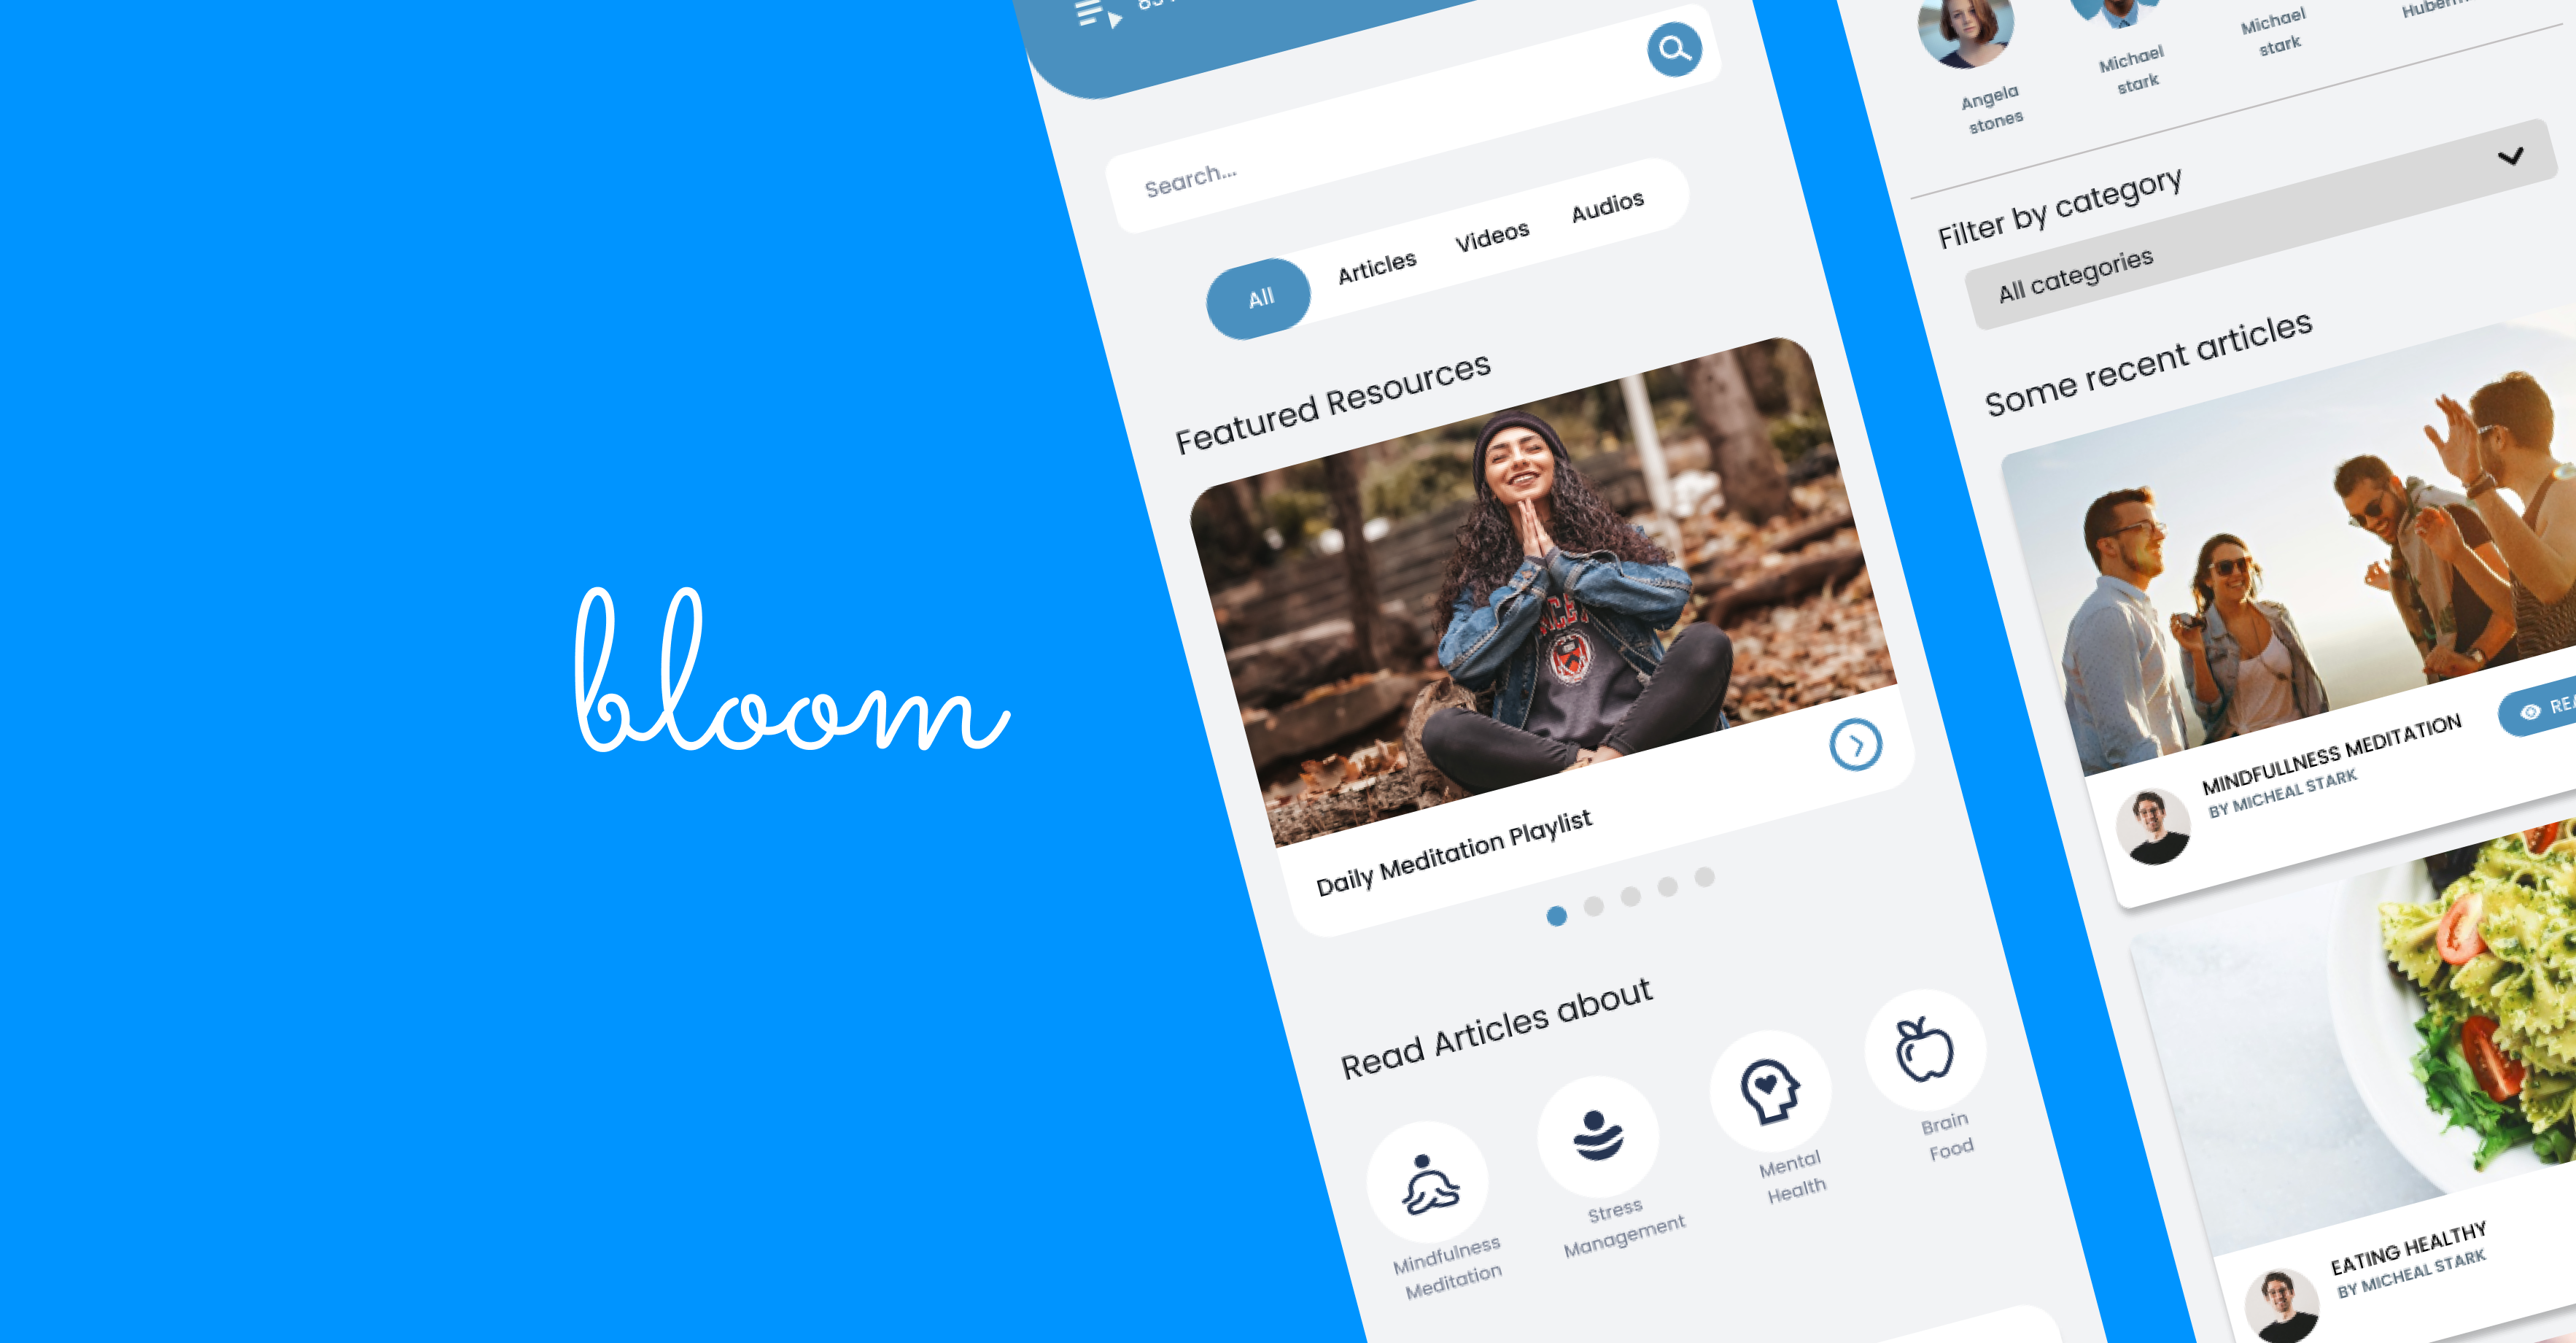 bloom
Search...
All
Articles
Videos
Audios
Featured Resources
Daily Meditation Playlist
Read Articles about
Mindfulness
Meditation
Stress
Management
Mental
Health
Brain
Food
Angela
stones
Michael
stark
Michael
stark
Filter by category
All categories
Some recent articles
MINDFULLNESS MEDITATION
BY MICHEAL STARK
EATING HEALTHY
BY MICHEAL STARK